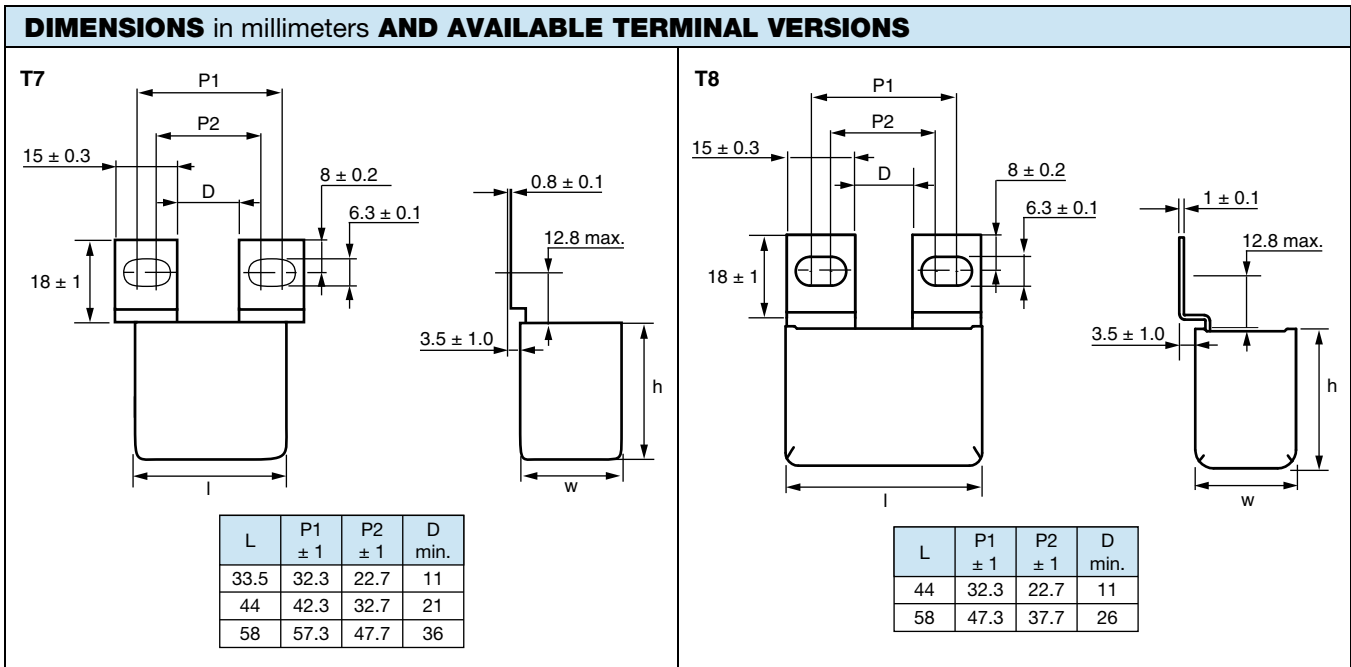 DIMENSIONS in millimeters AND AVAILABLE TERMINAL VERSIONS
T7
P1
P2
15 ± 0.3
D
8 ± 0.2
6.3 ± 0.1
18 ± 1
0.8 ± 0.1
12.8 max.
3.5 ± 1.0
h
l
w
L P1 ± 1 P2 ± 1 D min.
33.5 32.3 22.7 11
44 42.3 32.7 21
58 57.3 47.7 36
T8
P1
P2
15 ± 0.3
D
8 ± 0.2
6.3 ± 0.1
18 ± 1
1 ± 0.1
12.8 max.
3.5 ± 1.0
h
l
w
L P1 ± 1 P2 ± 1 D min.
44 32.3 22.7 11
58 47.3 37.7 26